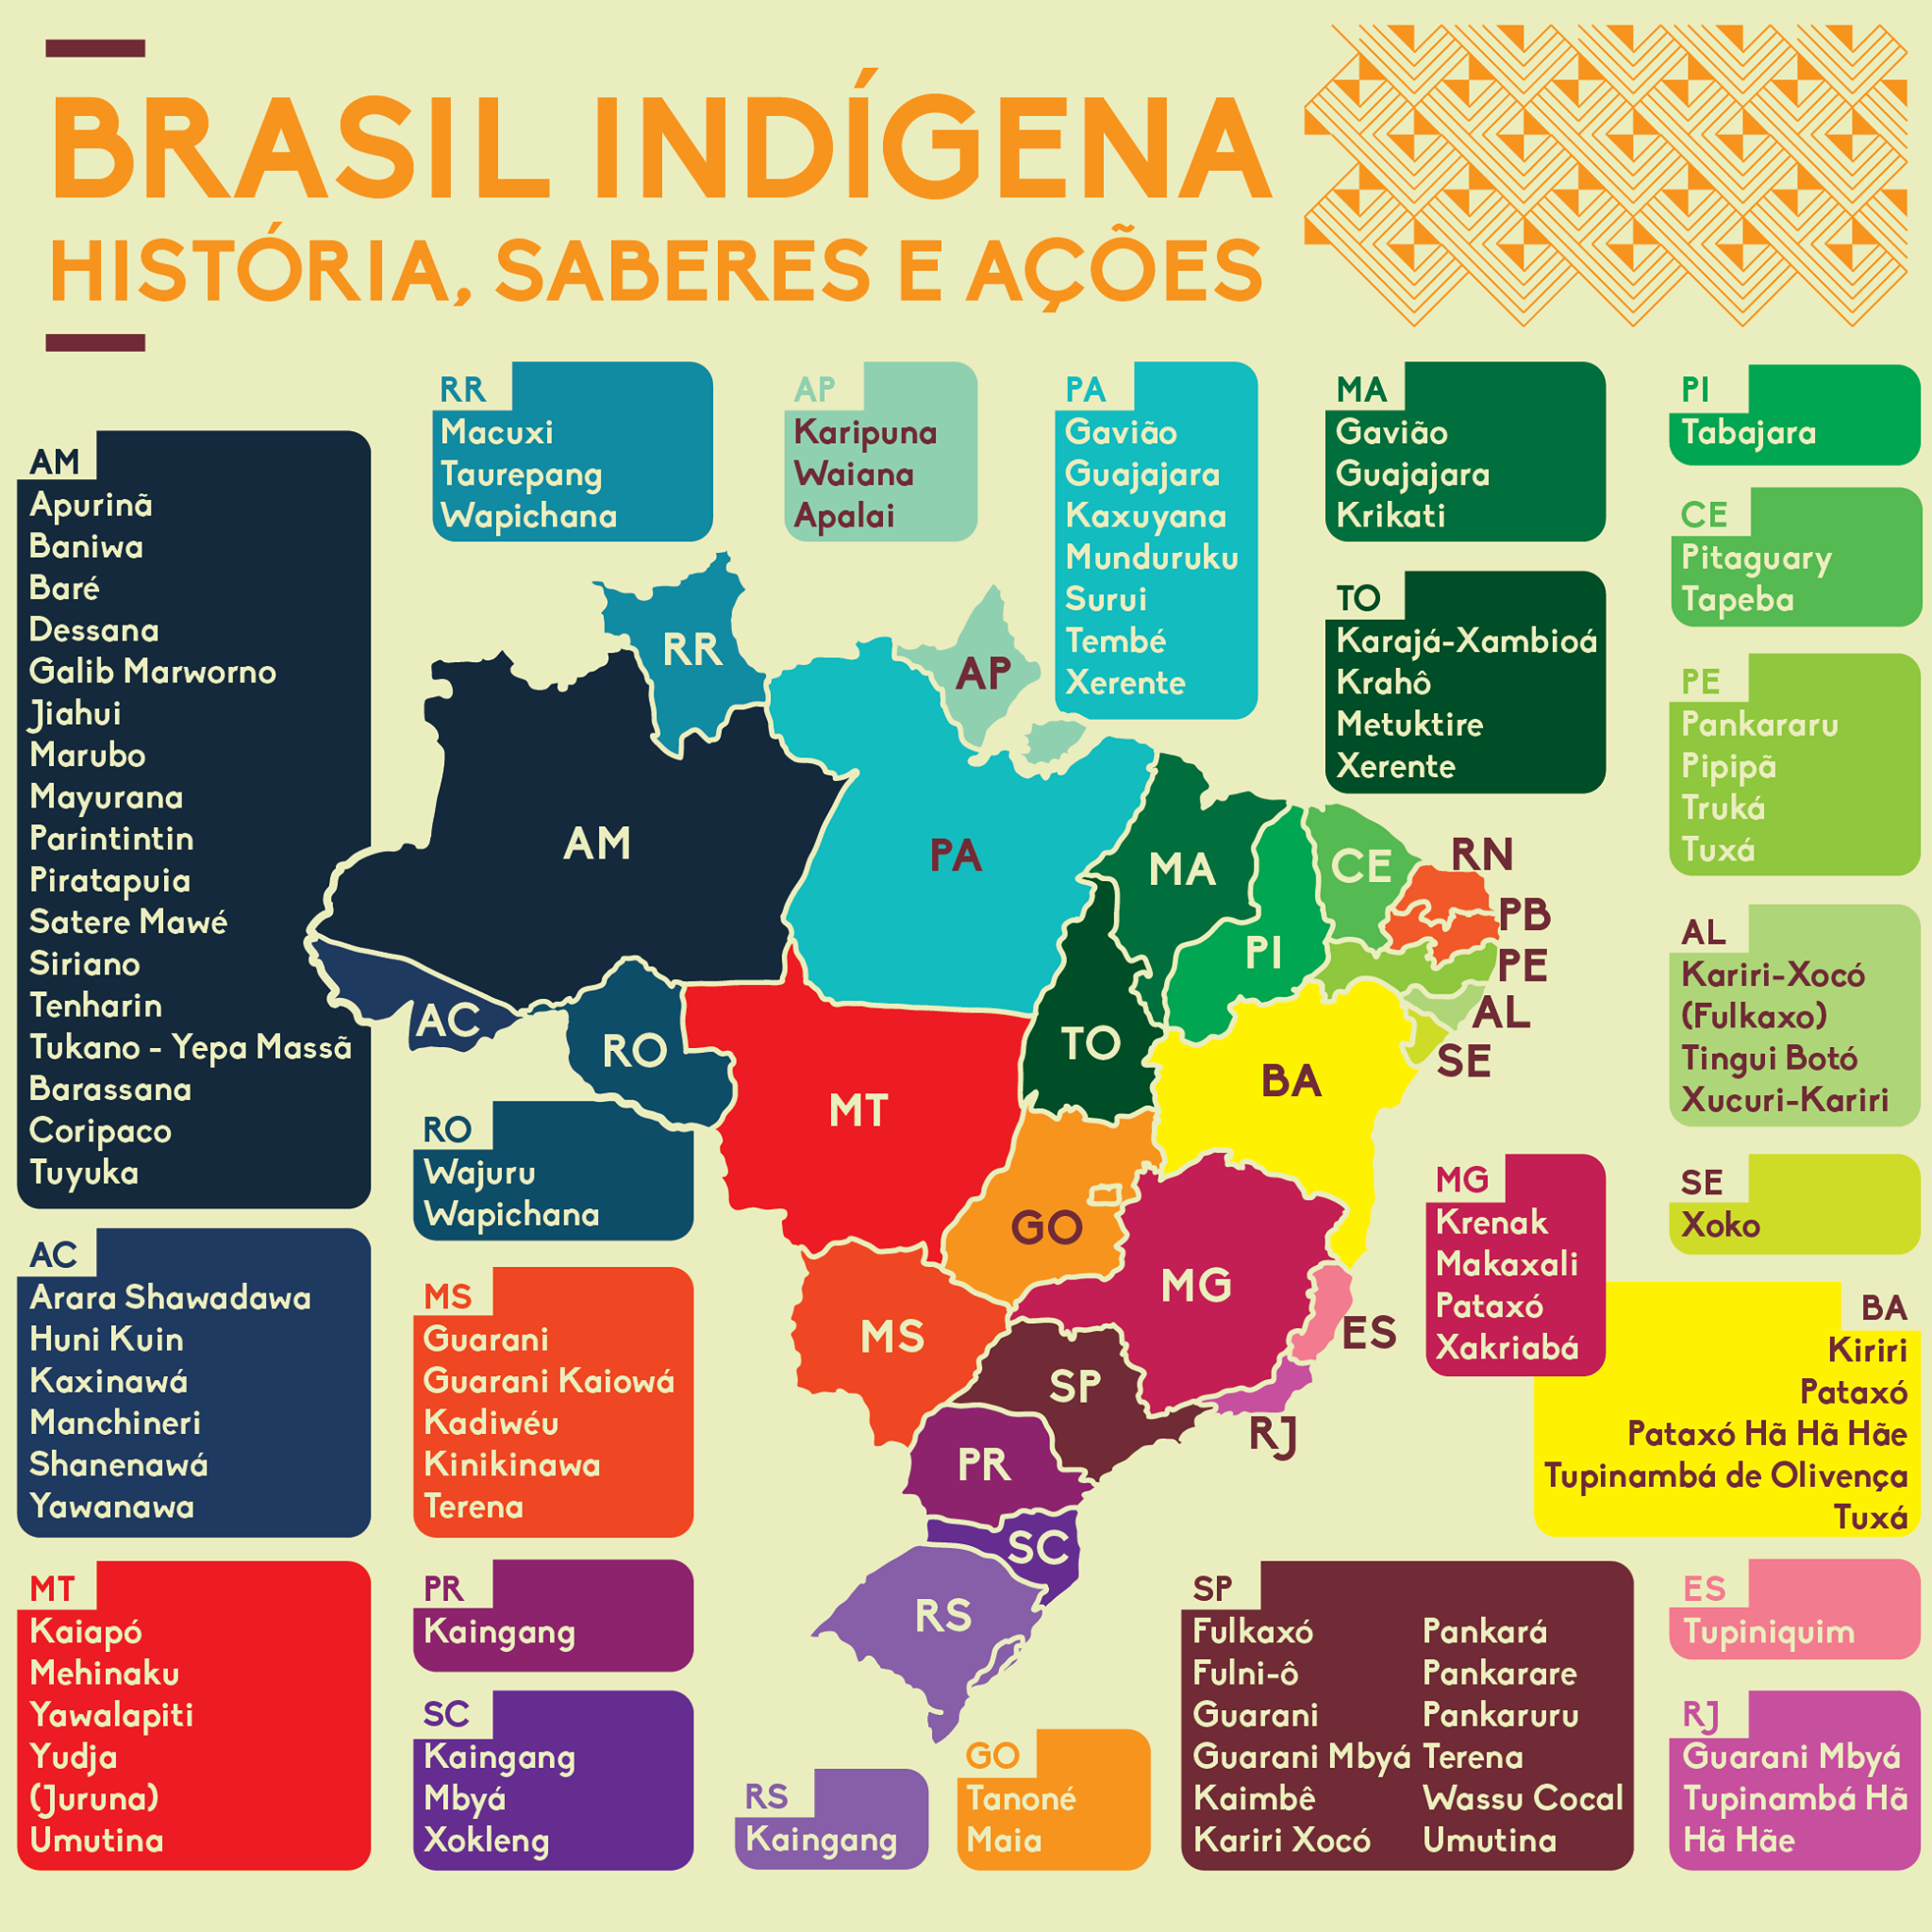 BRASIL INDÍGENA
HISTÓRIA, SABERES E AÇÕES
RR
Macuxi
Taurepang
Wapichana
AP
Karipuna
Waiana
Apalai
PA
Gavião
Guajajara
Kaxuyana
Munduruku
Surui
Tembé
Xerente
MA
Gavião
Guajajara
Krikati
PI
Tabajara
AM
Apurinã
Baniwa
Baré
Dessana
Galib Marworno
Jiahui
Marubo
Mayurana
Parintintin
Piratapuia
Satere Mawé
Siriano
Tenharin
Tukano - Yepa Massã
Barassana
Coripaco
Tuyuka
CE
Pitaguary
Tapeba
TO
Karajá-Xambioá
Krahô
Metuktire
Xerente
PE
Pankararu
Pipipã
Truká
Tuxá
RR
AP
AM
PA
MA
CE
RN
PB
PI
PE
AL
AC
RO
TO
SE
BA
MT
GO
MG
ES
MS
SP
RJ
PR
SC
RS
AL
Kariri-Xocó
(Fulkaxo)
Tingui Botó
Xucuri-Kariri
RO
Wajuru
Wapichana
MG
Krenak
Makaxali
Pataxó
Xakriabá
SE
Xoko
AC
Arara Shawadawa
Huni Kuin
Kaxinawá
Manchineri
Shanenawá
Yawanawa
MS
Guarani
Guarani Kaiowá
Kadiwéu
Kinikinawa
Terena
BA
Kiriri
Pataxó
Pataxó Hã Hã Hãe
Tupinambá de Olivença
Tuxá
MT
Kaiapó
Mehinaku
Yawalapiti
Yudja
(Juruna)
Umutina
PR
Kaingang
SC
Kaingang
Mbyá
Xokleng
RS
Kaingang
GO
Tanoné
Maia
SP
Fulkaxó
Fulni-ô
Guarani
Guarani Mbyá
Kaimbê
Kariri Xocó
Pankará
Pankarare
Pankaruru
Terena
Wassu Cocal
Umutina
ES
Tupiniquim
RJ
Guarani Mbyá
Tupinambá Hã
Hã Hãe